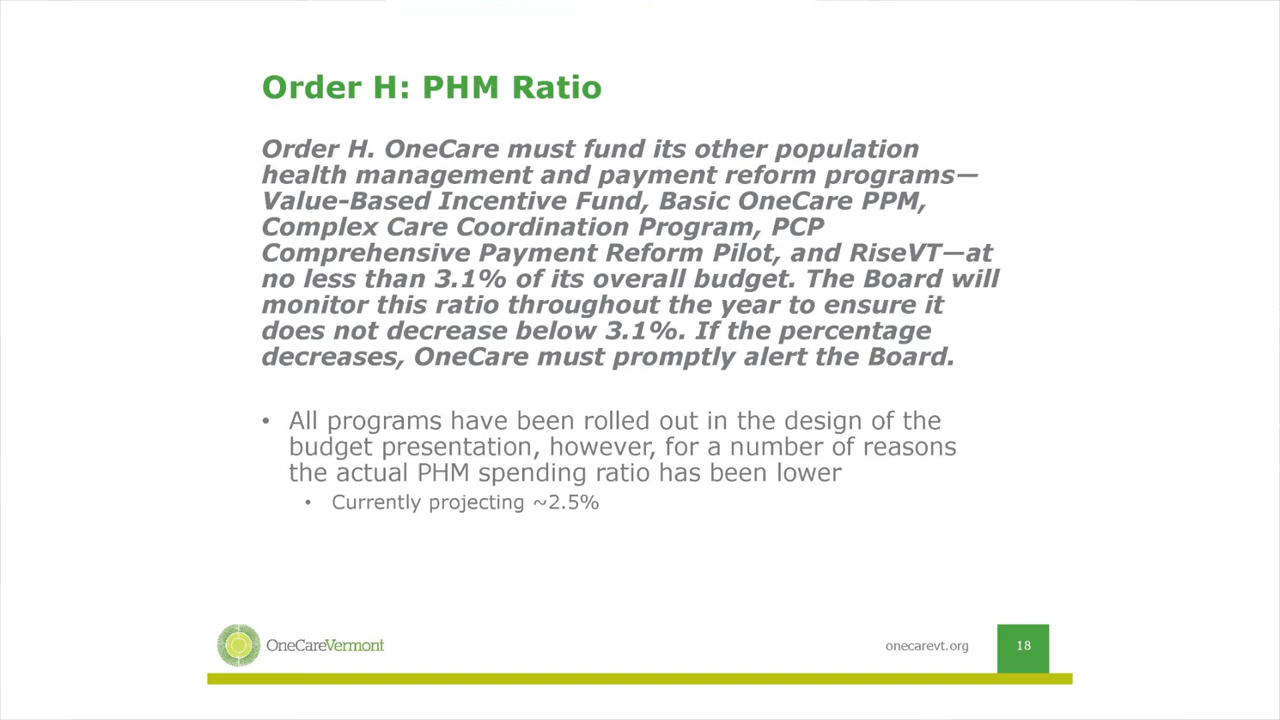 Order H: PHM Ratio
Order H. OneCare must fund its other population
health management and payment reform programs—
Value-Based Incentive Fund, Basic OneCare PPM,
Complex Care Coordination Program, PCP
Comprehensive Payment Reform Pilot, and RiseVT—at
no less than 3.1% of its overall budget. The Board will
monitor this ratio throughout the year to ensure it
does not decrease below 3.1%. If the percentage
decreases, OneCare must promptly alert the Board.
• All programs have been rolled out in the design of the
budget presentation, however, for a number of reasons
the actual PHM spending ratio has been lower
• Currently projecting ~2.5%
OneCareVermont
onecarevt.org
18